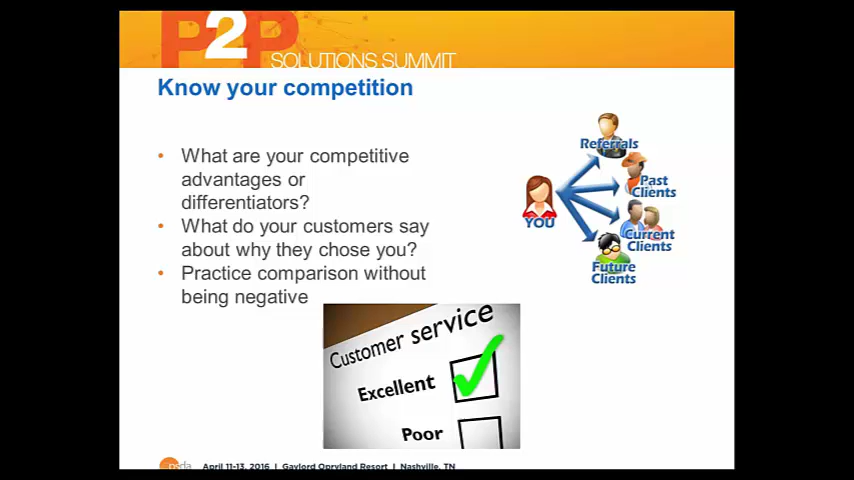 P2P
SOLUTIONS SUMMIT
Know your competition
• What are your competitive
advantages or
differentiators?
• What do your customers say
about why they chose you?
• Practice comparison without
being negative
Referrals
Past
Clients
YOU
Current
Clients
Future
Clients
Customer service
Excellent
Poor
psda April 11-13, 2016 | Gaylord Opryland Resort | Nashville, TN